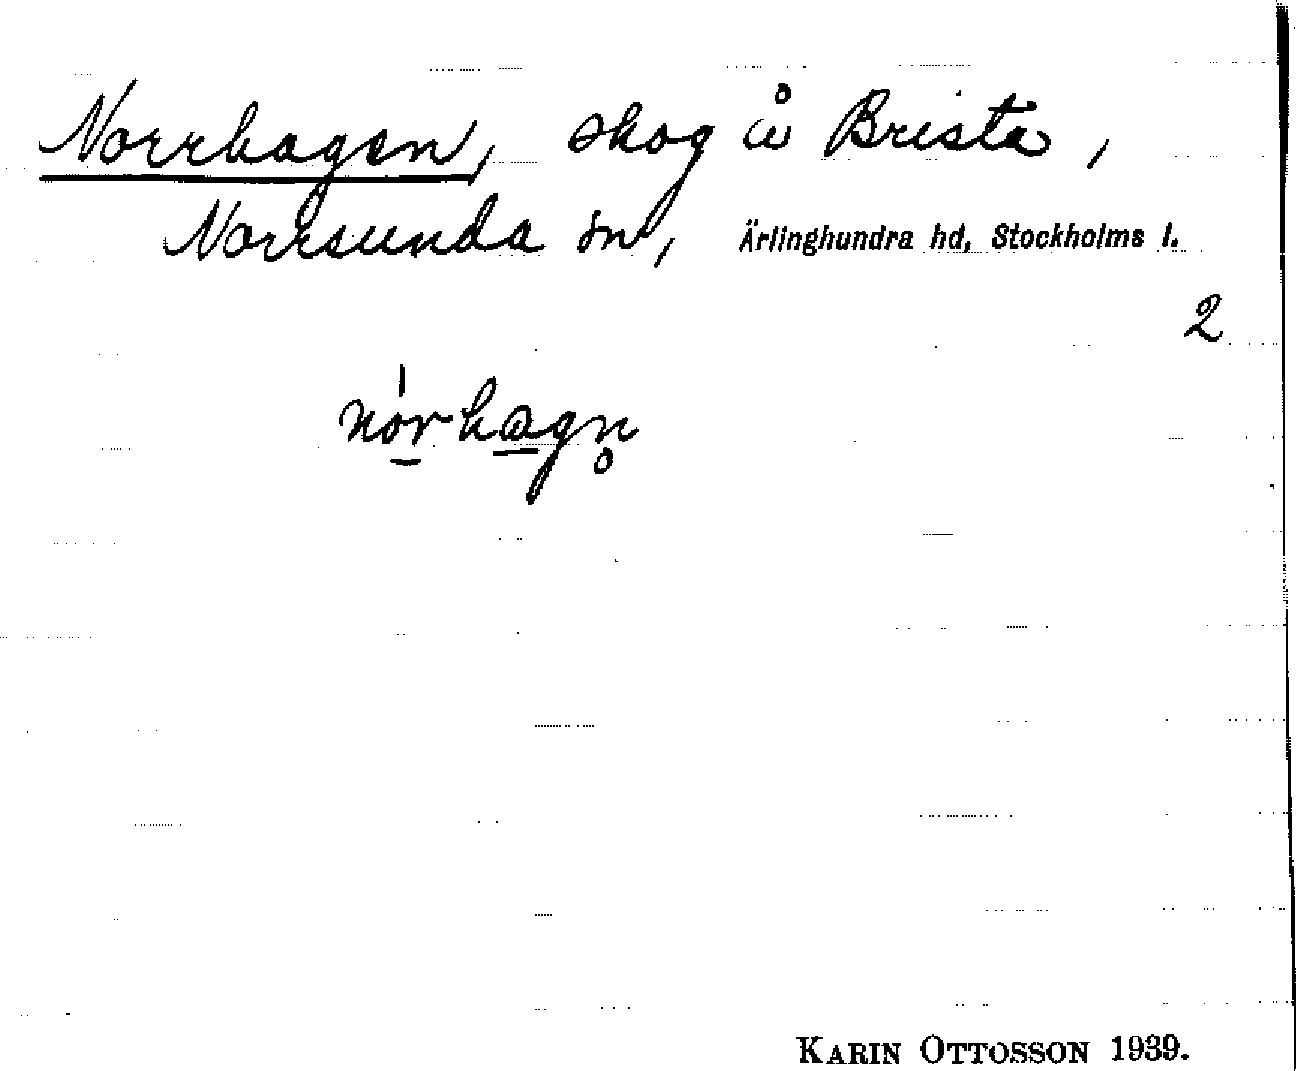 Norrhagen, skog å Brista,
Norrsunda sn, Ärlinghundra hd, Stockholms l.
2
nòrhagn̥
KARIN OTTOSSON 1939.